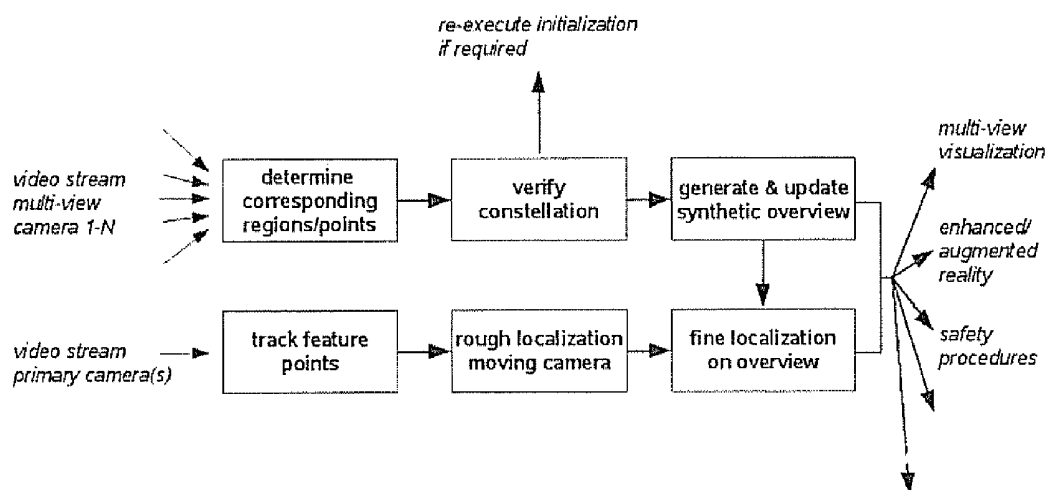 re-execute initialization
if required
video stream
multi-view
camera 1-N
determine
corresponding
regions/points
verify
constellation
generate & update
synthetic overview
multi-view
visualization
enhanced/
augmented
reality
safety
procedures
video stream
primary camera(s)
track feature
points
rough localization
moving camera
fine localization
on overview